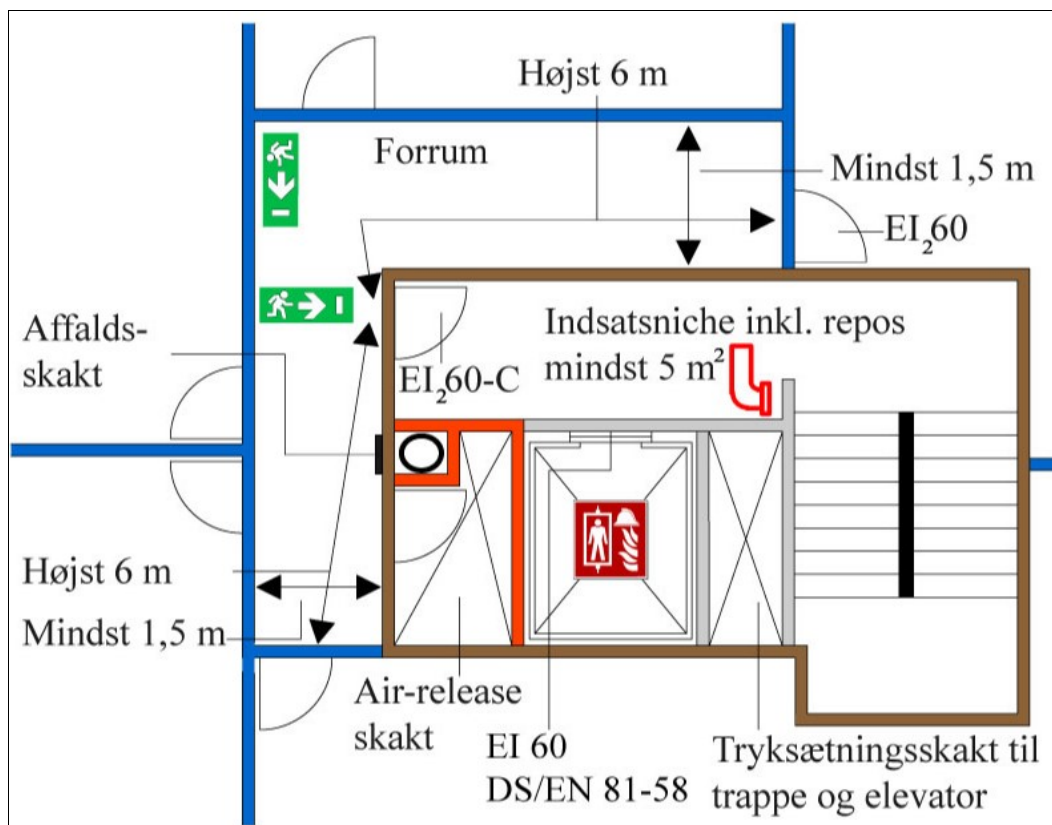 Højst 6 m
Forrum
Mindst 1,5 m
EI₂60
Affalds-
skakt
Indsatsniche inkl. repos
mindst 5 m²
EI₂60-C
Højst 6 m
Mindst 1,5 m
Air-release
skakt
EI 60
DS/EN 81-58
Tryksætningsskakt til
trappe og elevator